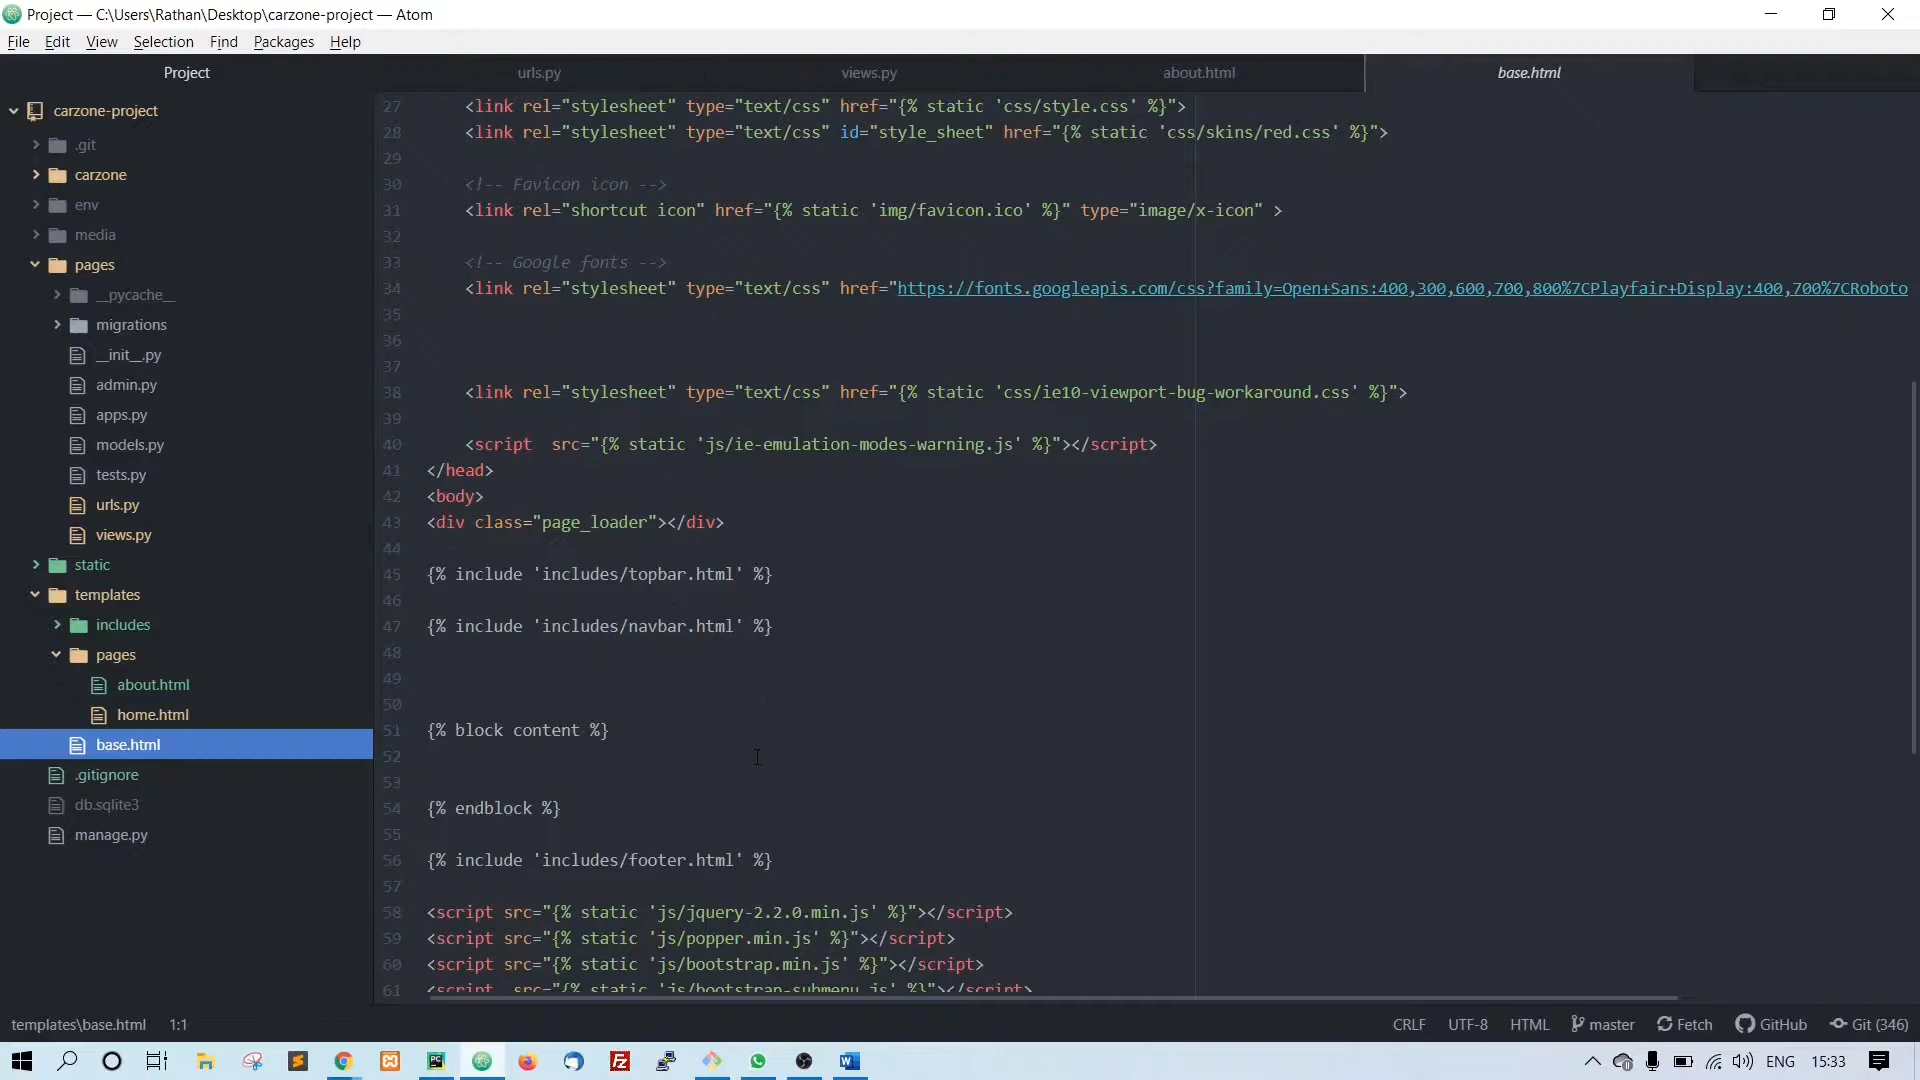 Project — C:\Users\Rathan\Desktop\carzone-project — Atom
File Edit View Selection Find Packages Help
Project urls.py views.py about.html base.html
carzone-project
.git
carzone
env
media
pages
__pycache__
migrations
__init__.py
admin.py
apps.py
models.py
tests.py
urls.py
views.py
static
templates
includes
pages
about.html
home.html
base.html
.gitignore
db.sqlite3
manage.py
27 <link rel="stylesheet" type="text/css" href="{% static 'css/style.css' %}">
28 <link rel="stylesheet" type="text/css" id="style_sheet" href="{% static 'css/skins/red.css' %}">
29
30 <!-- Favicon icon -->
31 <link rel="shortcut icon" href="{% static 'img/favicon.ico' %}" type="image/x-icon" >
32
33 <!-- Google fonts -->
34 <link rel="stylesheet" type="text/css" href="https://fonts.googleapis.com/css?family=Open+Sans:400,300,600,700,800%7CPlayfair+Display:400,700%7CRoboto
35
36
37
38 <link rel="stylesheet" type="text/css" href="{% static 'css/ie10-viewport-bug-workaround.css' %}">
39
40 <script  src="{% static 'js/ie-emulation-modes-warning.js' %}"></script>
41 </head>
42 <body>
43 <div class="page_loader"></div>
44
45 {% include 'includes/topbar.html' %}
46
47 {% include 'includes/navbar.html' %}
48
49
50
51 {% block content %}
52
53
54 {% endblock %}
55
56 {% include 'includes/footer.html' %}
57
58 <script src="{% static 'js/jquery-2.2.0.min.js' %}"></script>
59 <script src="{% static 'js/popper.min.js' %}"></script>
60 <script src="{% static 'js/bootstrap.min.js' %}"></script>
61 <script  src="{% static 'js/bootstrap-submenu.js' %}"></script>
templates\base.html 1:1 CRLF UTF-8 HTML master Fetch GitHub Git (346)
ENG 15:33